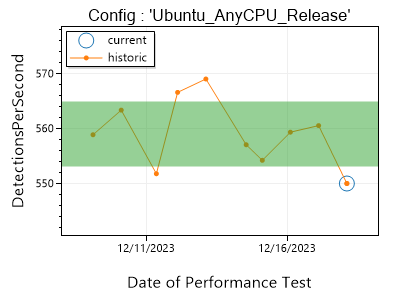 Config : 'Ubuntu_AnyCPU_Release'
current
historic
DetectionsPerSecond
570
560
550
12/11/2023
12/16/2023
Date of Performance Test